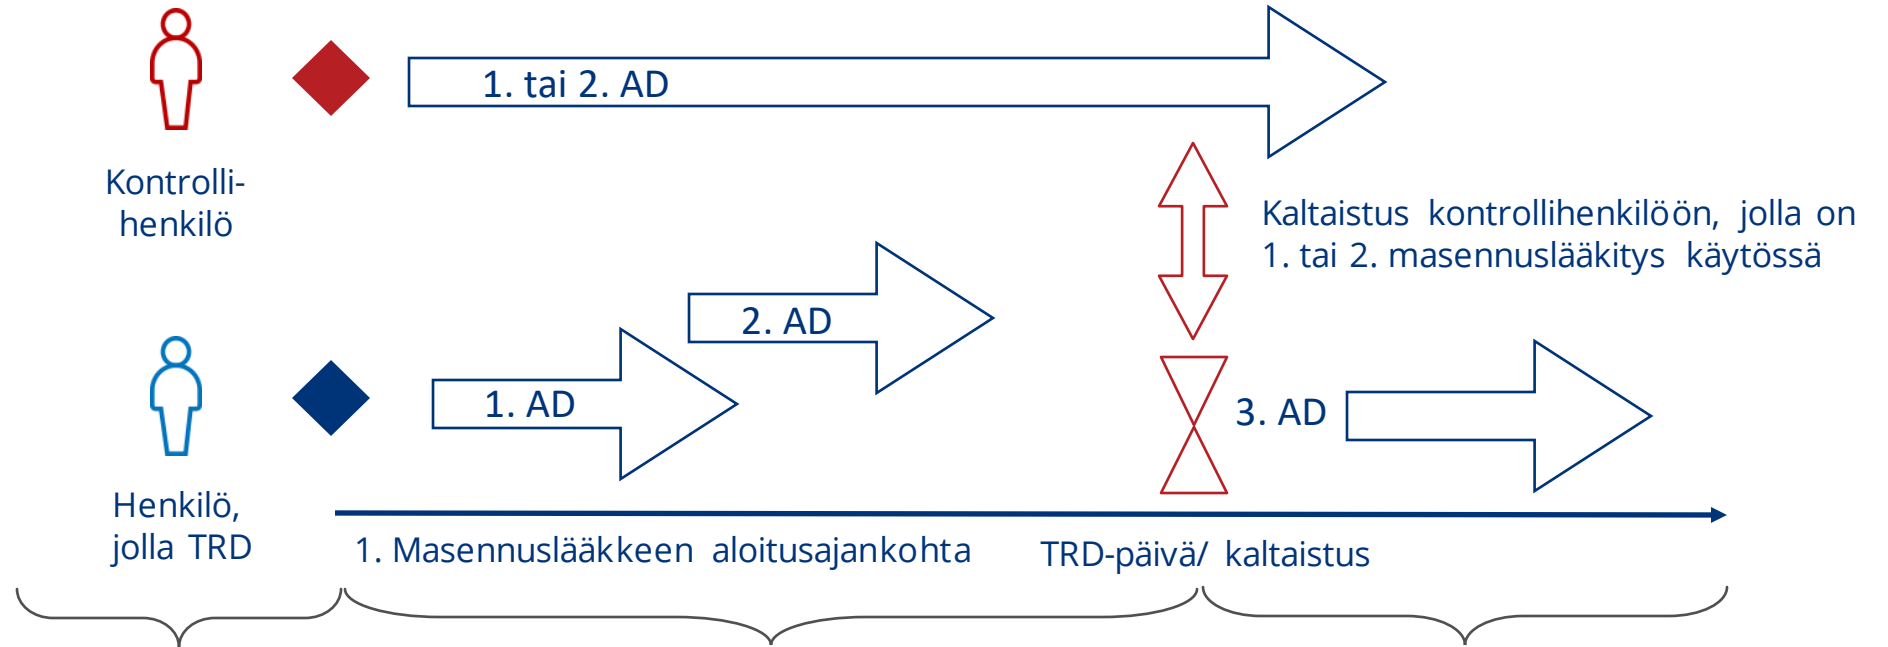 1. tai 2. AD
Kontrolli-
henkilö
Kaltaistus kontrollihenkilöön, jolla on
1. tai 2. masennuslääkitys käytössä
2. AD
1. AD
3. AD
Henkilö,
jolla TRD
1. Masennuslääkkeen aloitusajankohta
TRD-päivä/ kaltaistus